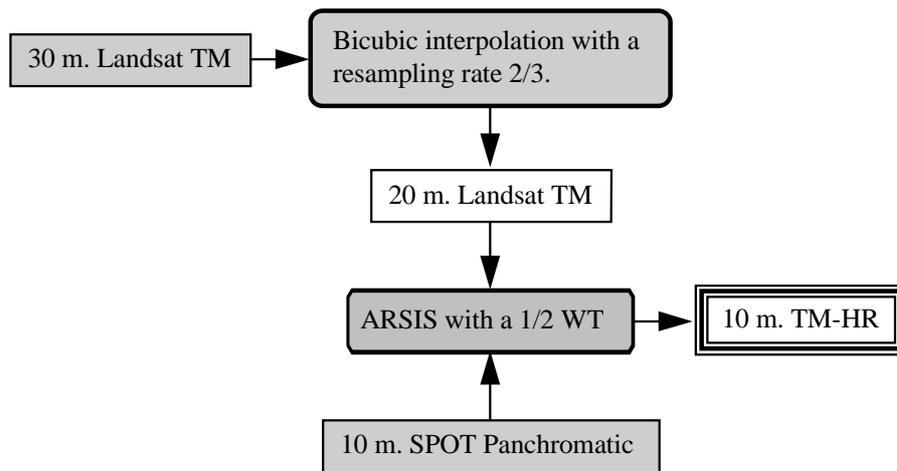 30 m. Landsat TM
Bicubic interpolation with a
resampling rate 2/3.
20 m. Landsat TM
ARSIS with a 1/2 WT
10 m. TM-HR
10 m. SPOT Panchromatic